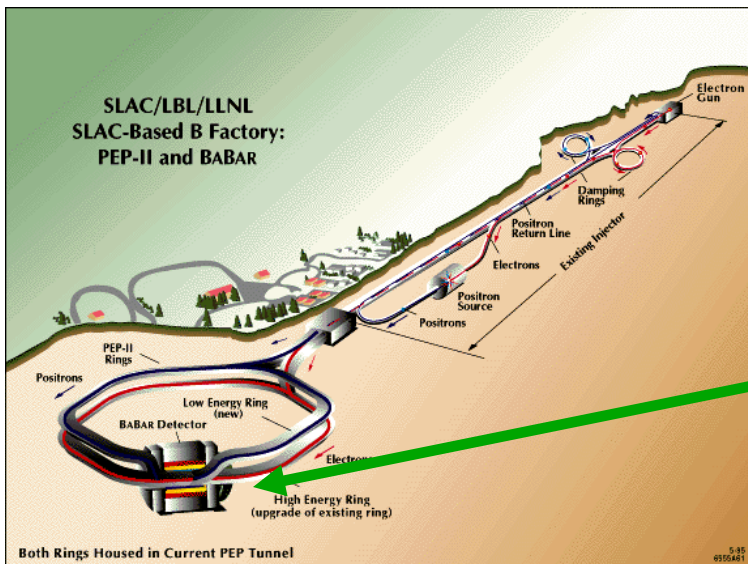 SLAC/LBL/LLNL
SLAC-Based B Factory:
PEP-II and BABAR
Electron
Gun
Damping
Rings
Positron
Return Line
Existing Injector
Electrons
Positron
Source
Positrons
PEP-II
Rings
Positrons
Low Energy Ring
(new)
BABAR Detector
Electrons
High Energy Ring
(upgrade of existing ring)
Both Rings Housed in Current PEP Tunnel
5-95
6955A61